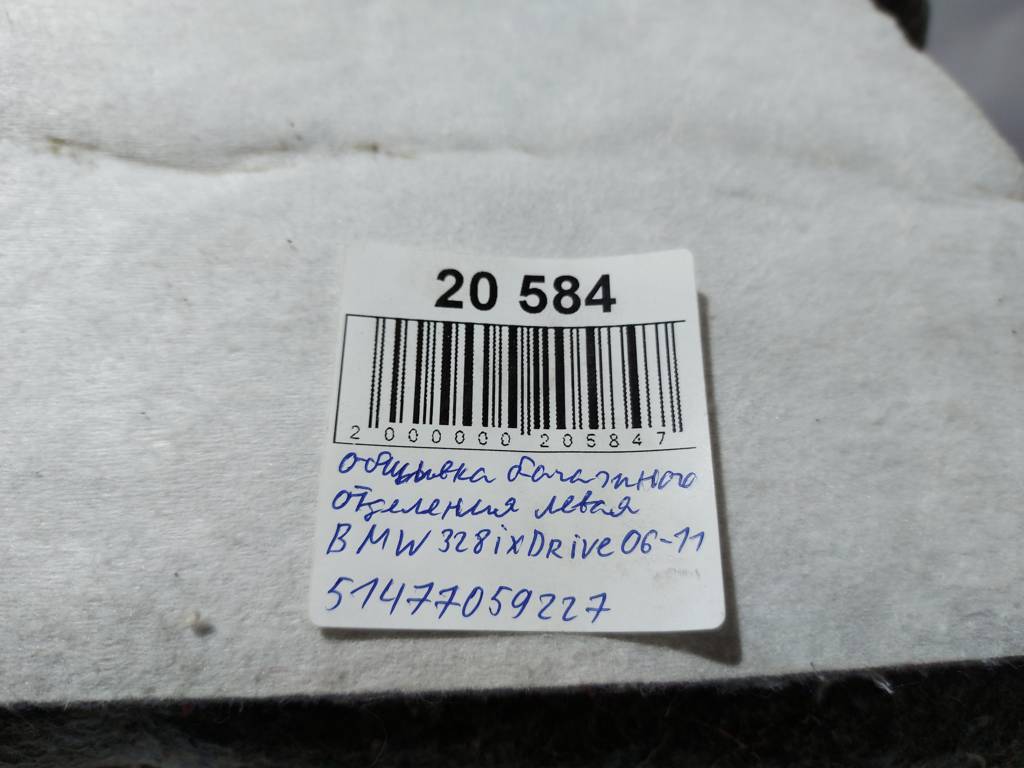 20 584
2 000000 205847
обшивка багажного
отделения левая
BMW 328ixDrive 06-11
51477059227